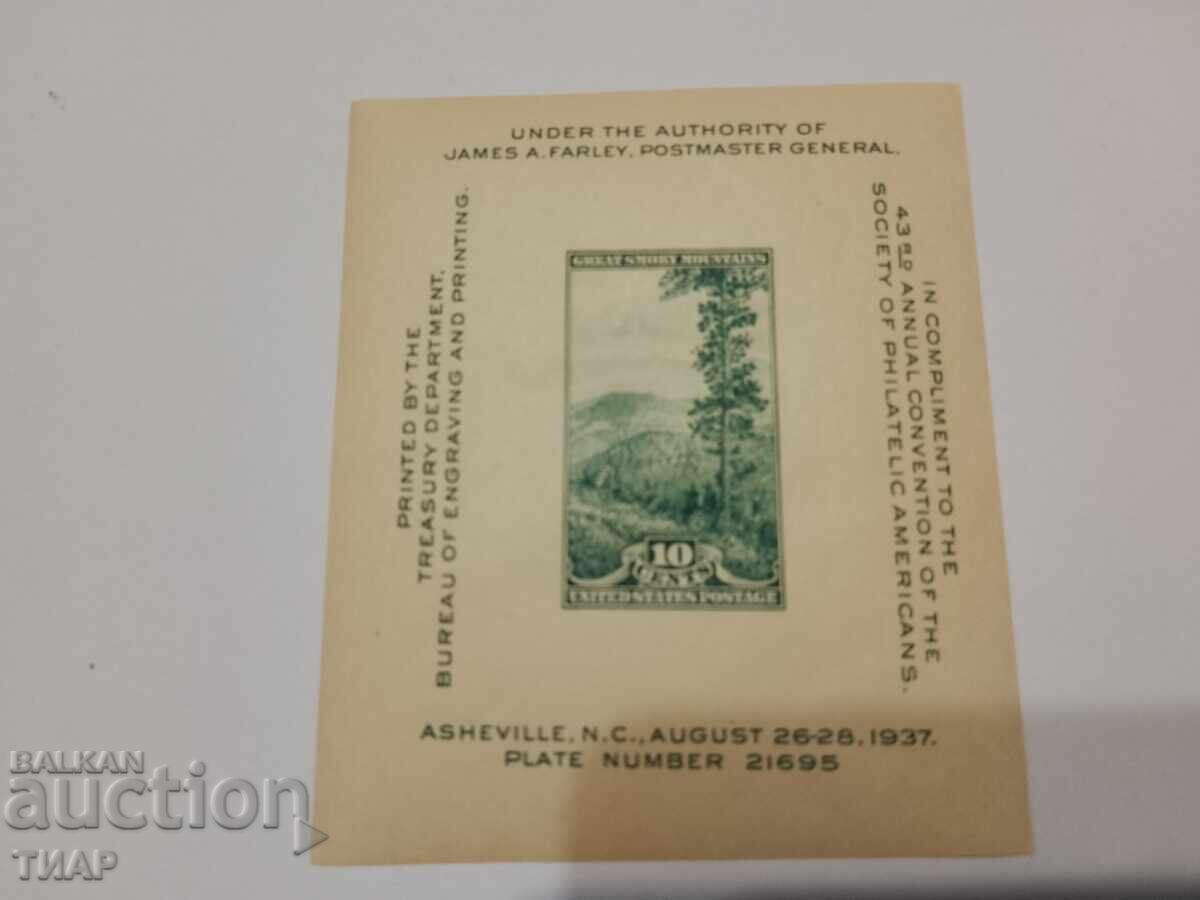 UNDER THE AUTHORITY OF
JAMES A. FARLEY, POSTMASTER GENERAL.
PRINTED BY THE
TREASURY DEPARTMENT,
BUREAU OF ENGRAVING AND PRINTING.
GREAT SMOKY MOUNTAINS
10
CENTS
UNITED STATES POSTAGE
IN COMPLIMENT TO THE
43RD ANNUAL CONVENTION OF THE
SOCIETY OF PHILATELIC AMERICANS.
ASHEVILLE, N.C., AUGUST 26-28, 1937.
PLATE NUMBER 21695
BALKAN
auction
ТИАР